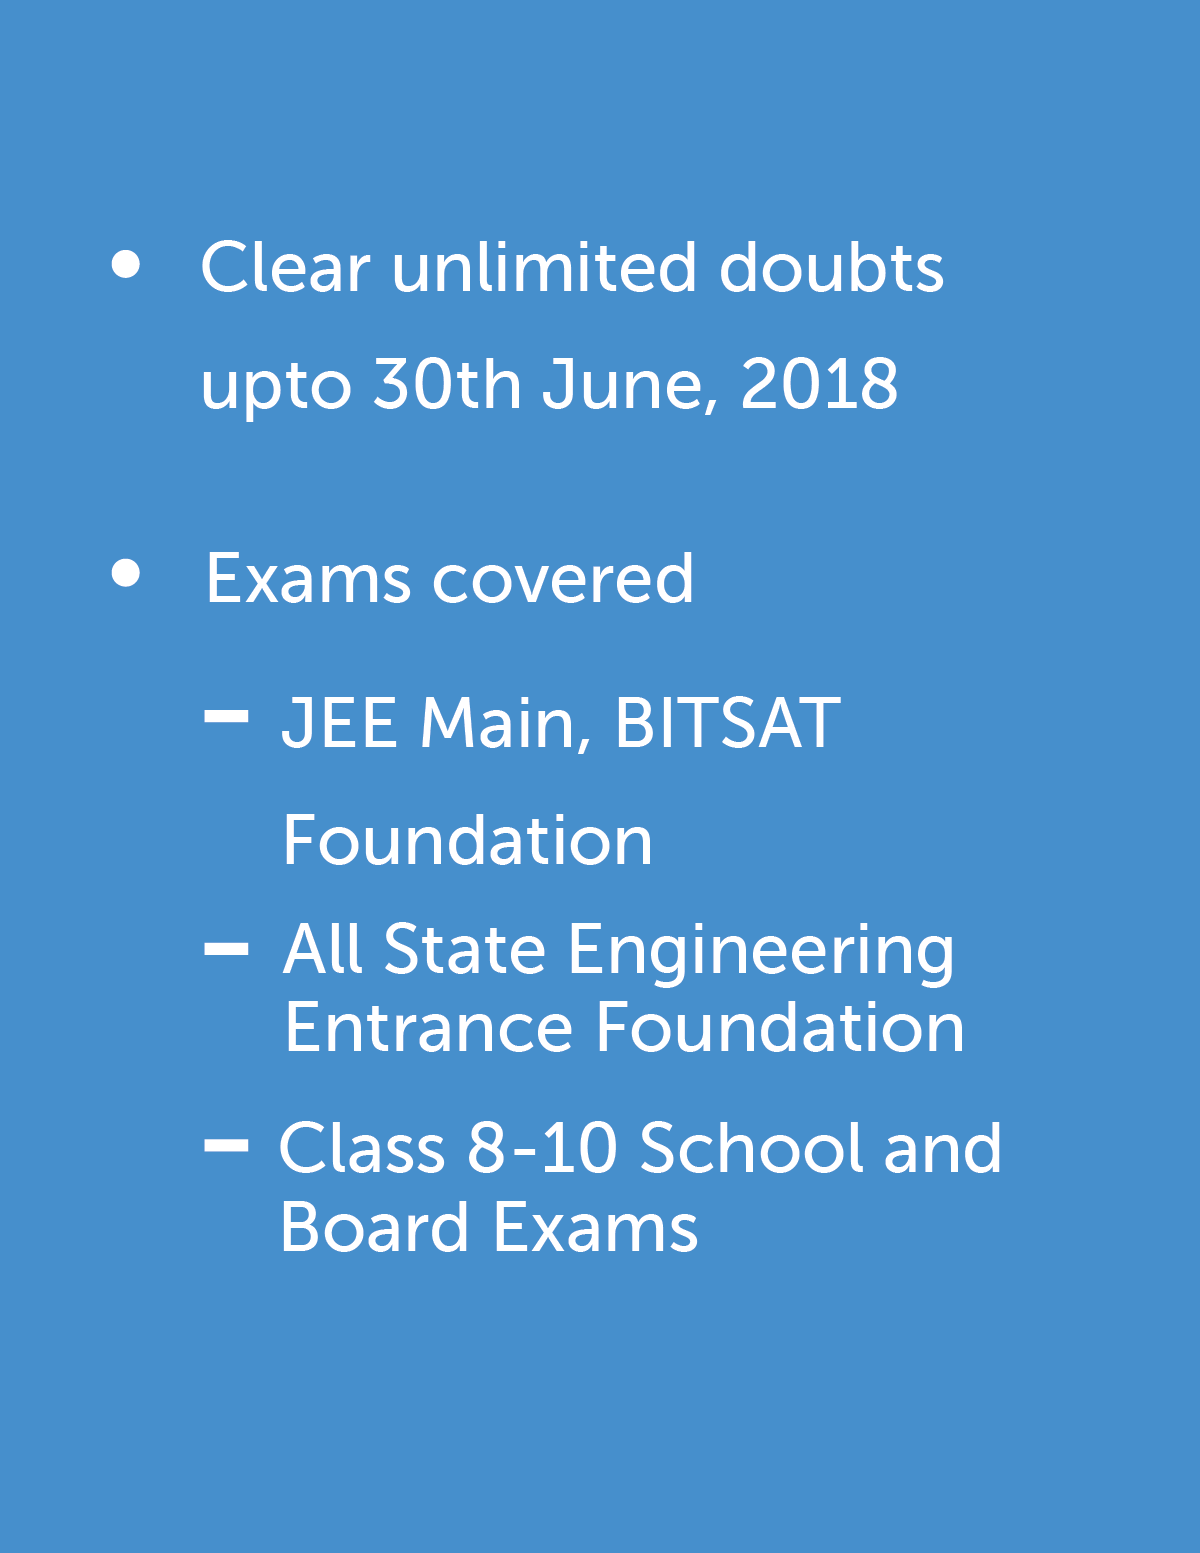 • Clear unlimited doubts
upto 30th June, 2018
• Exams covered
– JEE Main, BITSAT
Foundation
– All State Engineering
Entrance Foundation
– Class 8-10 School and
Board Exams